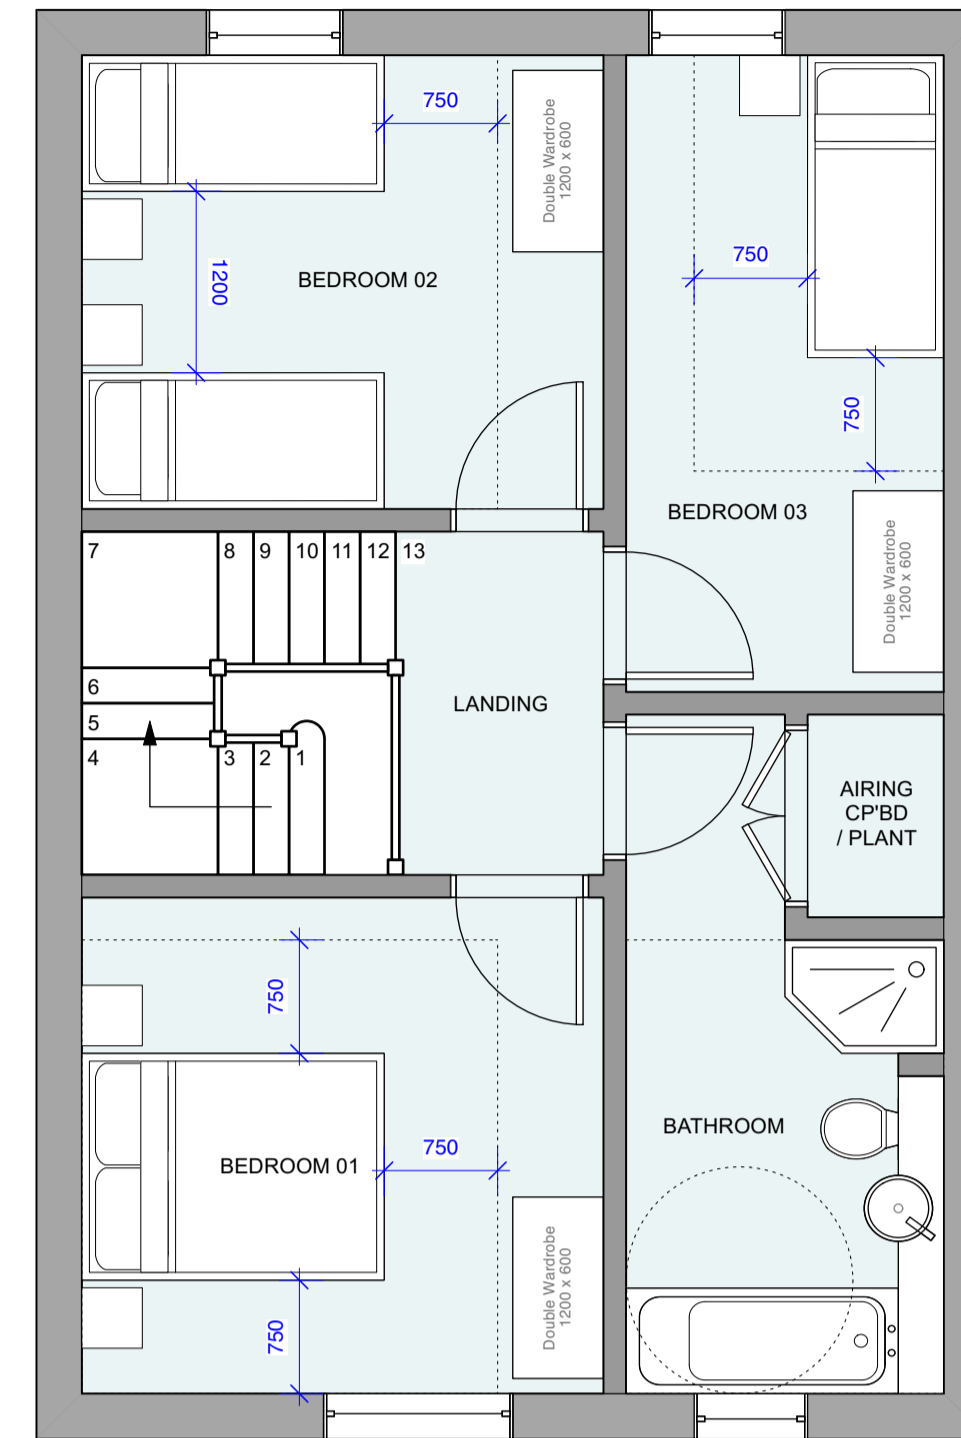 750
Double Wardrobe
1200 x 600
750
BEDROOM 02
1200
750
BEDROOM 03
Double Wardrobe
1200 x 600
7
8
9
10
11
12
13
6
5
4
3
2
1
LANDING
AIRING
CP'BD
/ PLANT
750
BATHROOM
BEDROOM 01
750
Double Wardrobe
1200 x 600
750